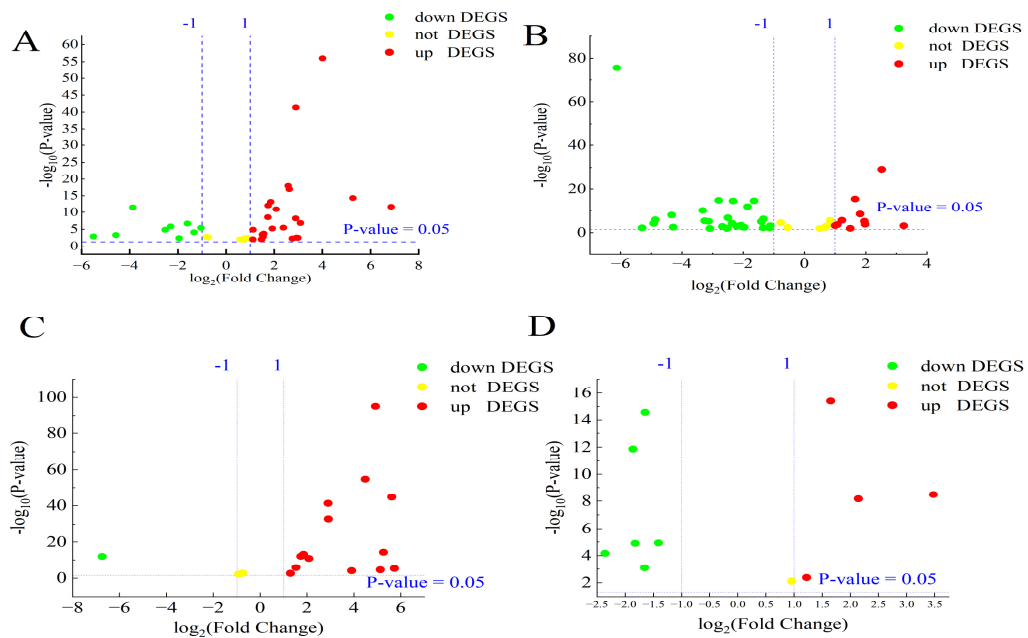 A
-1
1
down DEGS
not DEGS
up DEGS
60
55
50
45
40
35
30
25
20
15
10
5
0
-log10(P-value)
P-value = 0.05
-6
-4
-2
0
2
4
6
8
log2(Fold Change)
B
-1
1
down DEGS
not DEGS
up DEGS
80
60
40
20
0
-log10(P-value)
P-value = 0.05
-6
-4
-2
0
2
4
log2(Fold Change)
C
-1
1
down DEGS
not DEGS
up DEGS
100
80
60
40
20
0
-log10(P-value)
P-value = 0.05
-8
-6
-4
-2
0
2
4
6
log2(Fold Change)
D
-1
1
down DEGS
not DEGS
up DEGS
16
14
12
10
8
6
4
2
-log10(P-value)
P-value = 0.05
-2.5
-2.0
-1.5
-1.0
-0.5
0.0
0.5
1.0
1.5
2.0
2.5
3.0
3.5
log2(Fold Change)